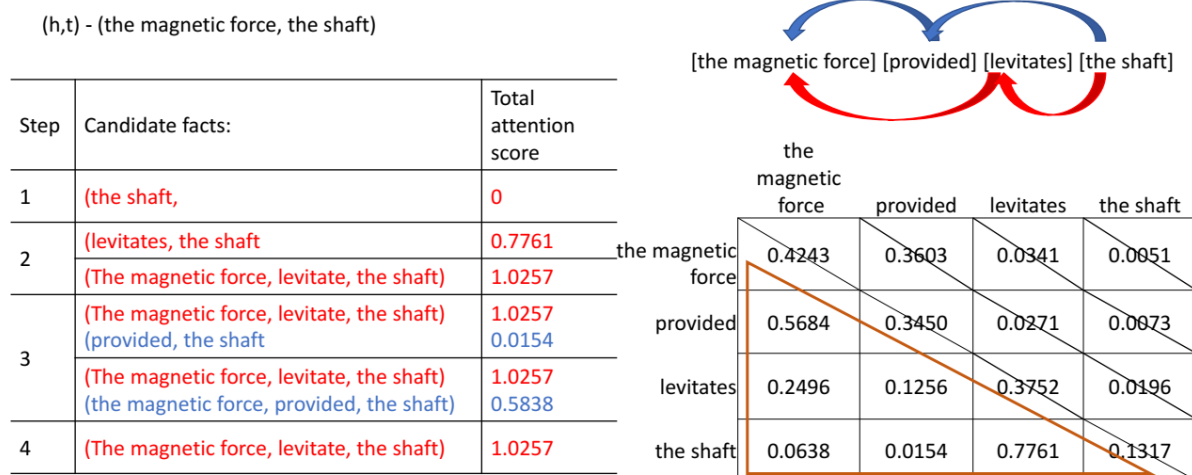 (h,t) - (the magnetic force, the shaft)
Step
Candidate facts:
Total
attention
score
1
(the shaft,
0
2
(levitates, the shaft
0.7761
(The magnetic force, levitate, the shaft)
1.0257
3
(The magnetic force, levitate, the shaft)
1.0257
(provided, the shaft
0.0154
(The magnetic force, levitate, the shaft)
1.0257
(the magnetic force, provided, the shaft)
0.5838
4
(The magnetic force, levitate, the shaft)
1.0257
[the magnetic force] [provided] [levitates] [the shaft]
the
magnetic
force
provided
levitates
the shaft
the magnetic
force
0.4243
0.3603
0.0341
0.0051
provided
0.5684
0.3450
0.0271
0.0073
levitates
0.2496
0.1256
0.3752
0.0196
the shaft
0.0638
0.0154
0.7761
0.1317